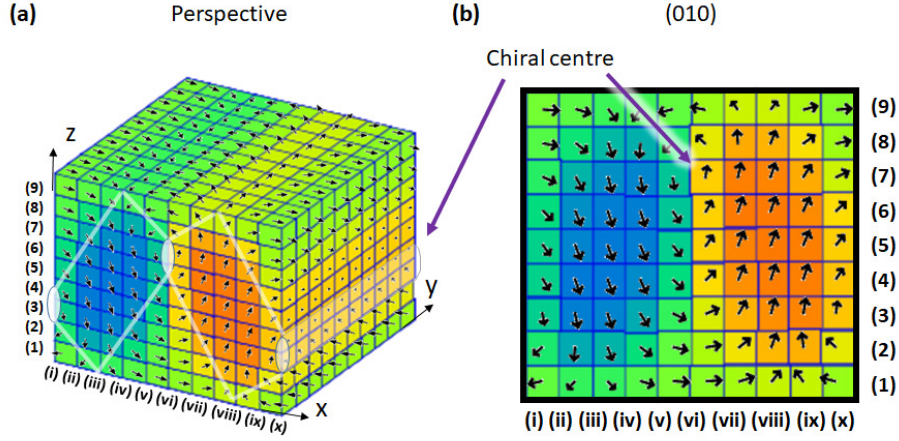 (a) Perspective
(b) (010)
Chiral centre
z
(9)
(8)
(7)
(6)
(5)
(4)
(3)
(2)
(1)
y
x
(i) (ii) (iii) (iv) (v) (vi) (vii) (viii) (ix) (x)
(9)
(8)
(7)
(6)
(5)
(4)
(3)
(2)
(1)
(i) (ii) (iii) (iv) (v) (vi) (vii) (viii) (ix) (x)